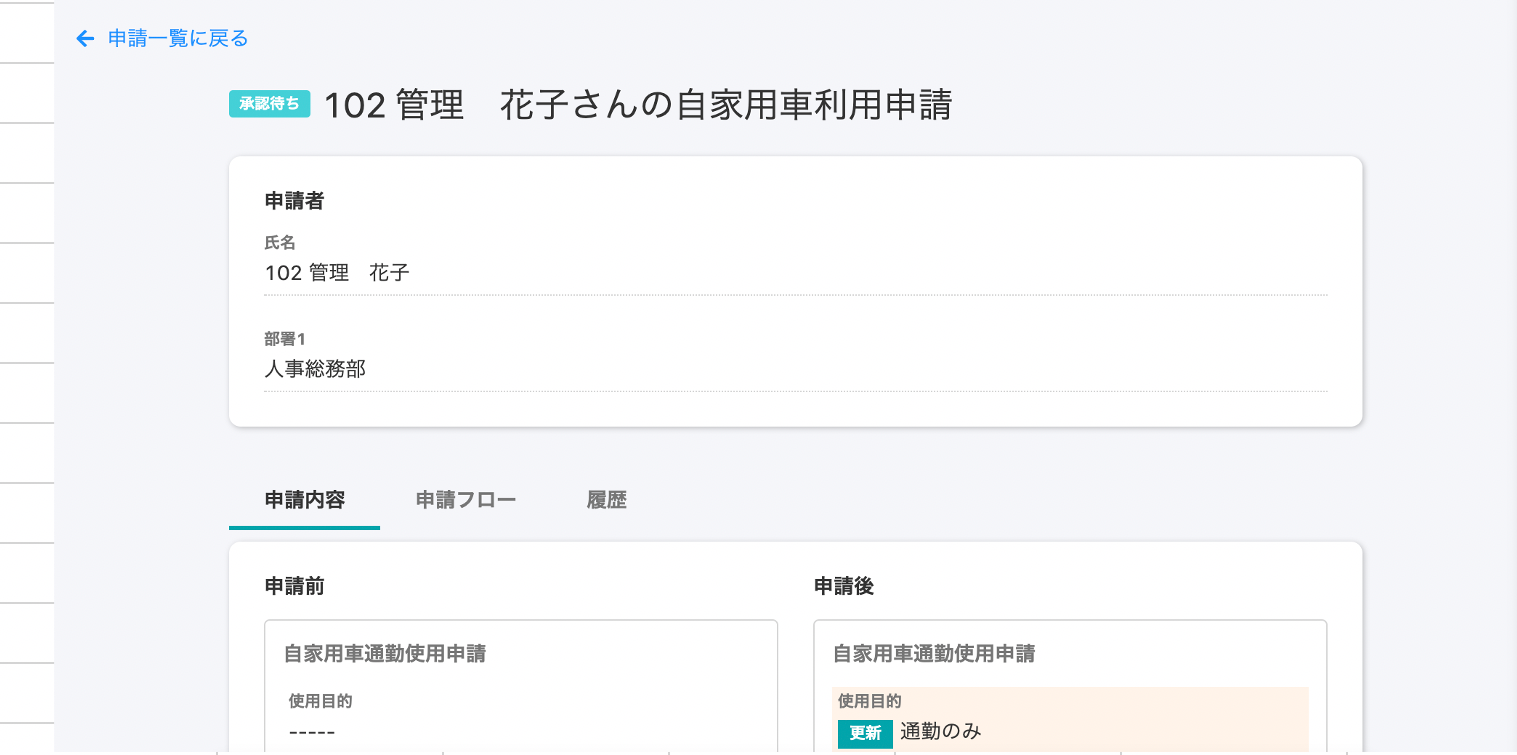 ← 申請一覧に戻る
承認待ち 102 管理　花子さんの自家用車利用申請
申請者
氏名
102 管理　花子
部署1
人事総務部
申請内容 申請フロー 履歴
申請前 申請後
自家用車通勤使用申請 自家用車通勤使用申請
使用目的 使用目的
----- 更新 通勤のみ